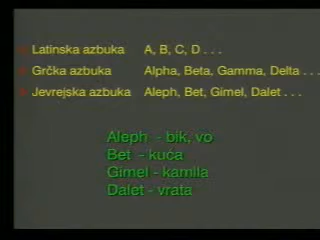 Latinska azbuka A, B, C, D . . .
Grčka azbuka Alpha, Beta, Gamma, Delta . . .
Jevrejska azbuka Aleph, Bet, Gimel, Dalet . . .
Aleph - bik, vo
Bet - kuća
Gimel - kamila
Dalet - vrata